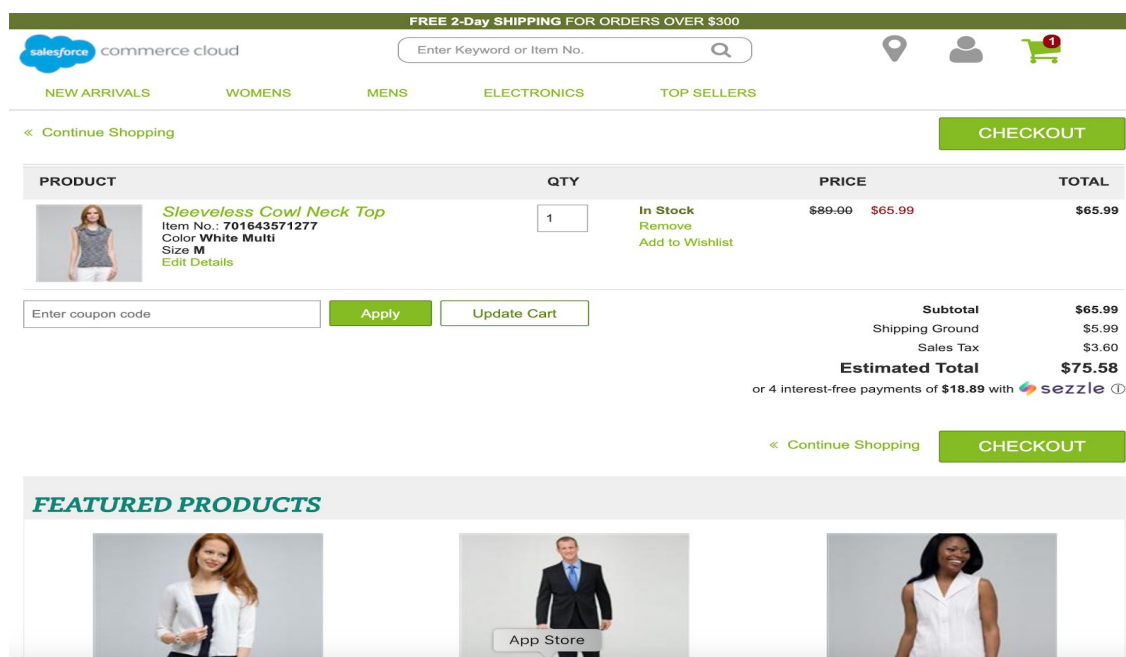 FREE 2-Day SHIPPING FOR ORDERS OVER $300
salesforce commerce cloud
Enter Keyword or Item No.
1
NEW ARRIVALS WOMENS MENS ELECTRONICS TOP SELLERS
« Continue Shopping
CHECKOUT
PRODUCT QTY PRICE TOTAL
Sleeveless Cowl Neck Top
Item No.: 701643571277
Color White Multi
Size M
Edit Details
1
In Stock
Remove
Add to Wishlist
$89.00 $65.99
$65.99
Enter coupon code
Apply
Update Cart
Subtotal $65.99
Shipping Ground $5.99
Sales Tax $3.60
Estimated Total $75.58
or 4 interest-free payments of $18.89 with sezzle ⓘ
« Continue Shopping
CHECKOUT
FEATURED PRODUCTS
App Store